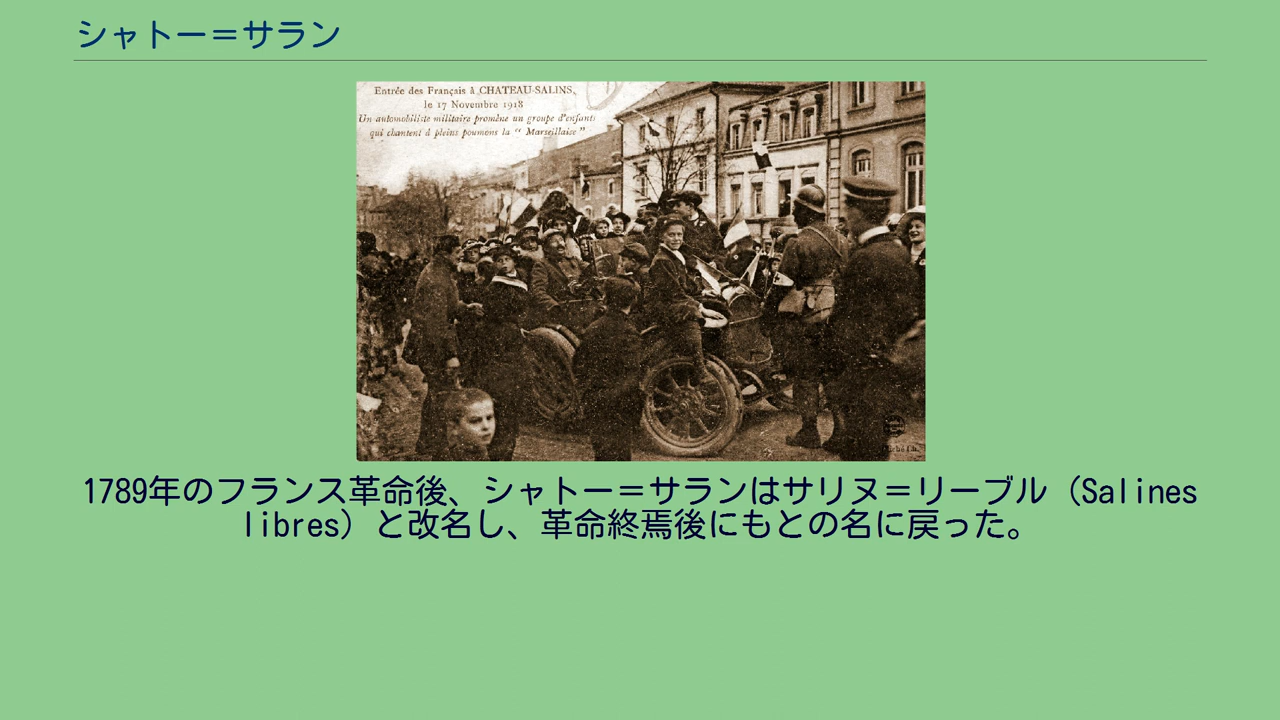 シャトー＝サラン
Entrée des Français à CHATEAU-SALINS,
le 17 Novembre 1918
Un automobiliste militaire promène un groupe d'enfants
qui chantent à pleins poumons la “ Marseillaise ”
1789年のフランス革命後、シャトー＝サランはサリヌ＝リーブル（Salines
libres）と改名し、革命終焉後にもとの名に戻った。